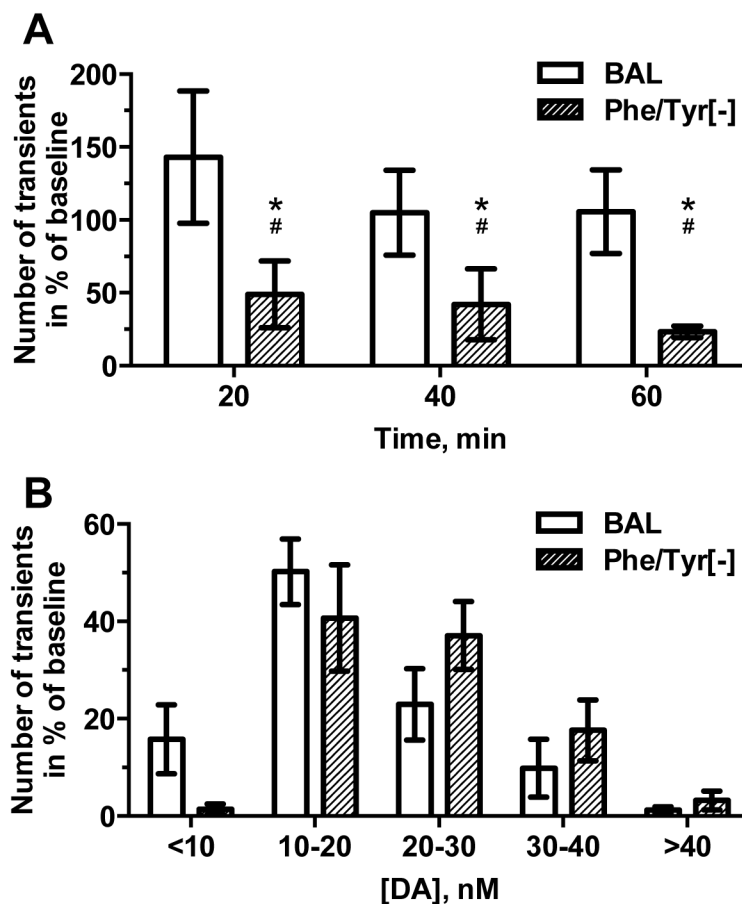 A
Number of transients
in % of baseline
200
150
100
50
0
BAL
Phe/Tyr[-]
* * *
# # #
20 40 60
Time, min
B
Number of transients
in % of baseline
60
40
20
0
BAL
Phe/Tyr[-]
<10 10-20 20-30 30-40 >40
[DA], nM